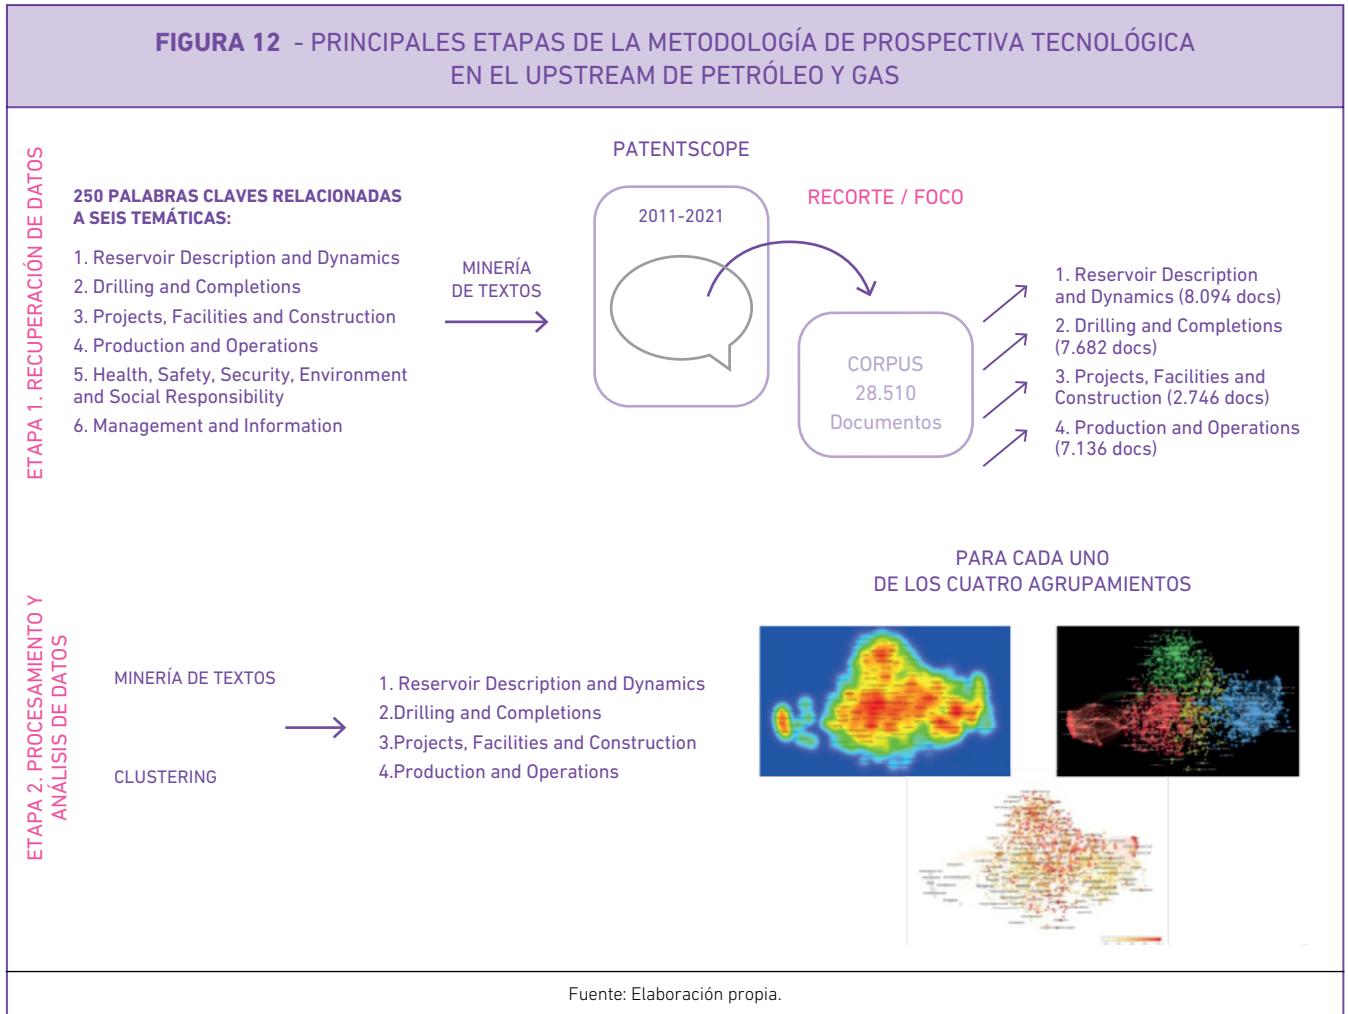 FIGURA 12 - PRINCIPALES ETAPAS DE LA METODOLOGÍA DE PROSPECTIVA TECNOLÓGICA
EN EL UPSTREAM DE PETRÓLEO Y GAS
ETAPA 1. RECUPERACIÓN DE DATOS
250 PALABRAS CLAVES RELACIONADAS
A SEIS TEMÁTICAS:
1. Reservoir Description and Dynamics
2. Drilling and Completions
3. Projects, Facilities and Construction
4. Production and Operations
5. Health, Safety, Security, Environment
and Social Responsibility
6. Management and Information
MINERÍA
DE TEXTOS
PATENTSCOPE
2011-2021
RECORTE / FOCO
CORPUS
28.510
Documentos
1. Reservoir Description
and Dynamics (8.094 docs)
2. Drilling and Completions
(7.682 docs)
3. Projects, Facilities and
Construction (2.746 docs)
4. Production and Operations
(7.136 docs)
ETAPA 2. PROCESAMIENTO Y
ANÁLISIS DE DATOS
MINERÍA DE TEXTOS
CLUSTERING
1. Reservoir Description and Dynamics
2.Drilling and Completions
3.Projects, Facilities and Construction
4.Production and Operations
PARA CADA UNO
DE LOS CUATRO AGRUPAMIENTOS
Fuente: Elaboración propia.